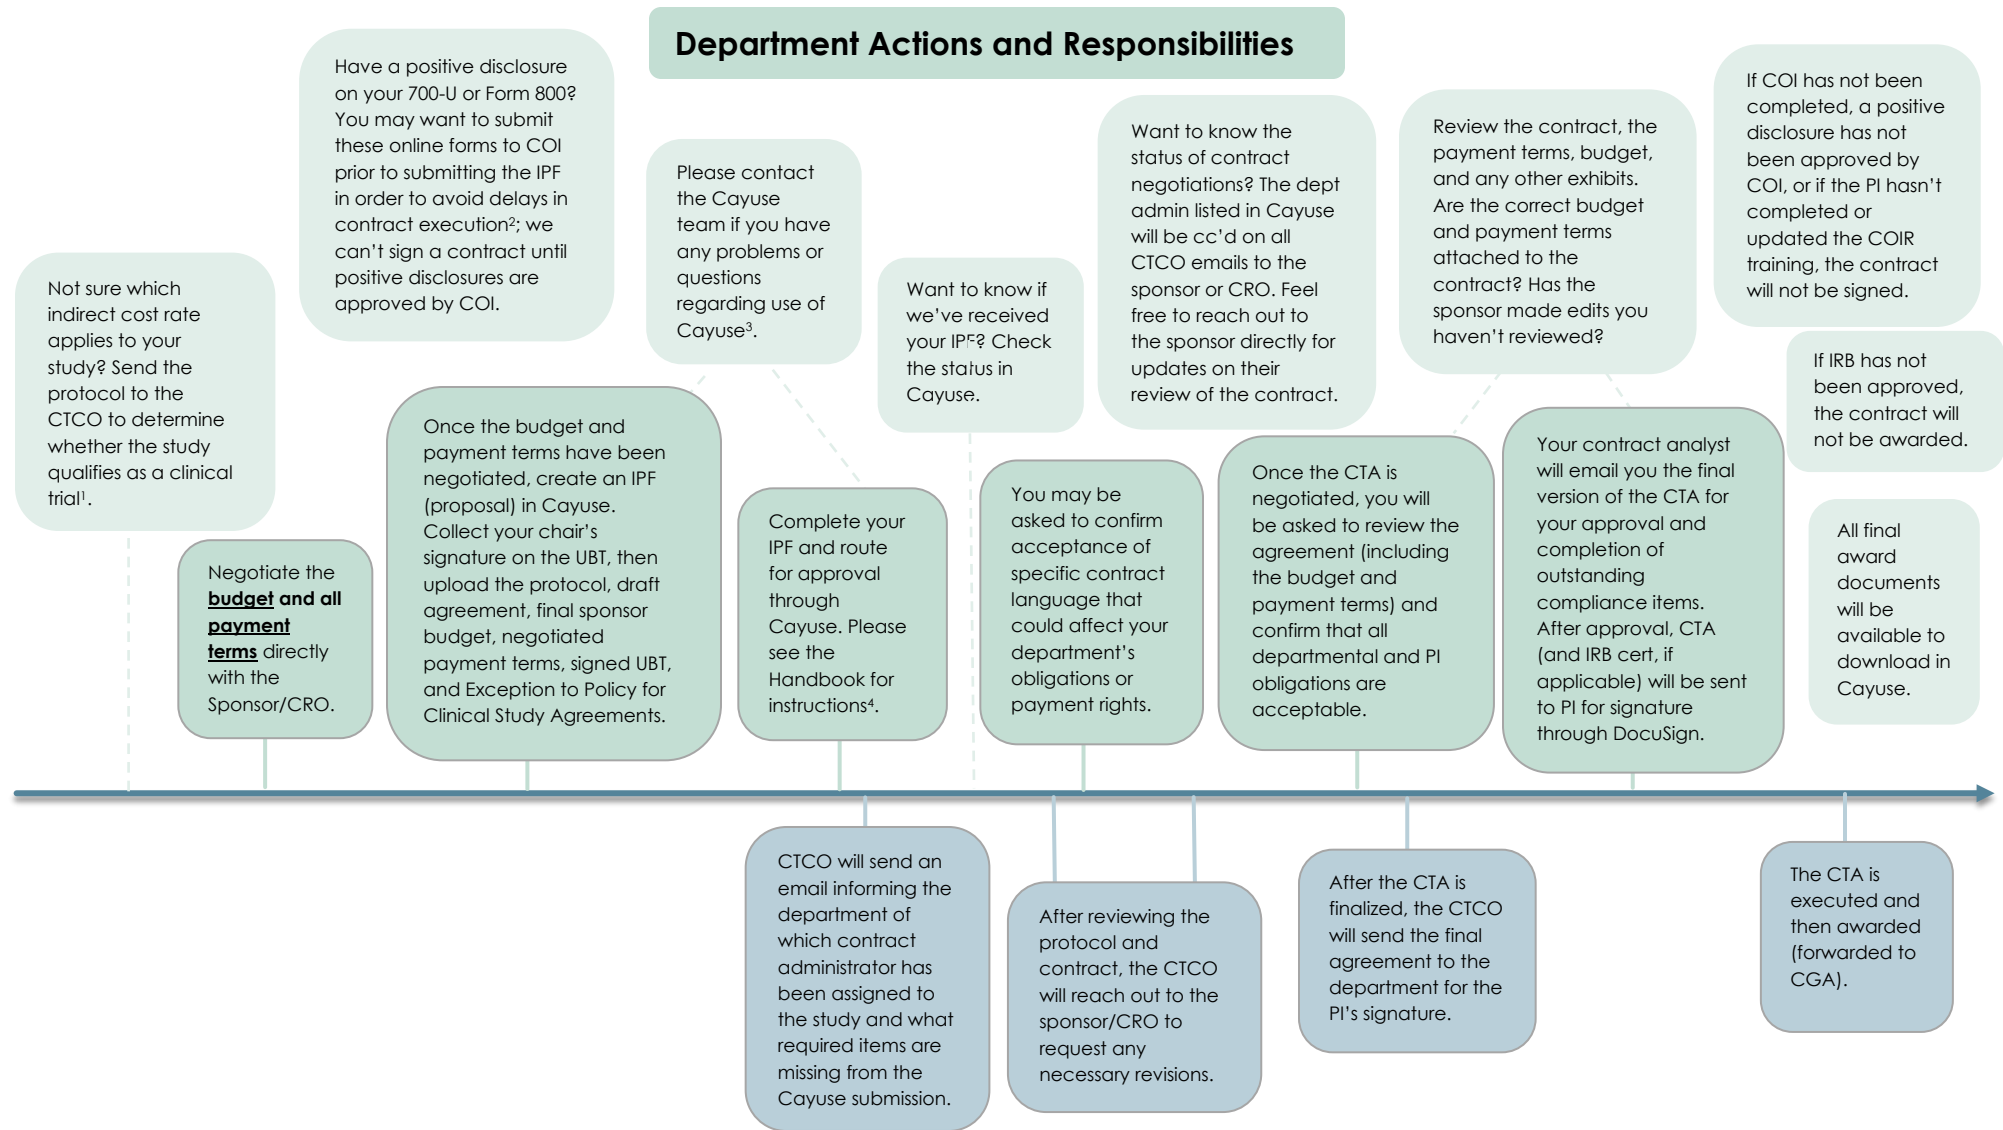 Department Actions and Responsibilities
Not sure which
indirect cost rate
applies to your
study? Send the
protocol to the
CTCO to determine
whether the study
qualifies as a clinical
trial¹.
Have a positive disclosure
on your 700-U or Form 800?
You may want to submit
these online forms to COI
prior to submitting the IPF
in order to avoid delays in
contract execution²; we
can't sign a contract until
positive disclosures are
approved by COI.
Please contact
the Cayuse
team if you have
any problems or
questions
regarding use of
Cayuse³.
Want to know if
we've received
your IPF? Check
the status in
Cayuse.
Want to know the
status of contract
negotiations? The dept
admin listed in Cayuse
will be cc'd on all
CTCO emails to the
sponsor or CRO. Feel
free to reach out to
the sponsor directly for
updates on their
review of the contract.
Review the contract, the
payment terms, budget,
and any other exhibits.
Are the correct budget
and payment terms
attached to the
contract? Has the
sponsor made edits you
haven't reviewed?
If COI has not been
completed, a positive
disclosure has not
been approved by
COI, or if the PI hasn't
completed or
updated the COIR
training, the contract
will not be signed.
If IRB has not
been approved,
the contract will
not be awarded.
All final
award
documents
will be
available to
download in
Cayuse.
Negotiate the
budget and all
payment
terms directly
with the
Sponsor/CRO.
Once the budget and
payment terms have been
negotiated, create an IPF
(proposal) in Cayuse.
Collect your chair's
signature on the UBT, then
upload the protocol, draft
agreement, final sponsor
budget, negotiated
payment terms, signed UBT,
and Exception to Policy for
Clinical Study Agreements.
Complete your
IPF and route
for approval
through
Cayuse. Please
see the
Handbook for
instructions⁴.
You may be
asked to confirm
acceptance of
specific contract
language that
could affect your
department's
obligations or
payment rights.
Once the CTA is
negotiated, you will
be asked to review the
agreement (including
the budget and
payment terms) and
confirm that all
departmental and PI
obligations are
acceptable.
Your contract analyst
will email you the final
version of the CTA for
your approval and
completion of
outstanding
compliance items.
After approval, CTA
(and IRB cert, if
applicable) will be sent
to PI for signature
through DocuSign.
CTCO will send an
email informing the
department of
which contract
administrator has
been assigned to
the study and what
required items are
missing from the
Cayuse submission.
After reviewing the
protocol and
contract, the CTCO
will reach out to the
sponsor/CRO to
request any
necessary revisions.
After the CTA is
finalized, the CTCO
will send the final
agreement to the
department for the
PI's signature.
The CTA is
executed and
then awarded
(forwarded to
CGA).